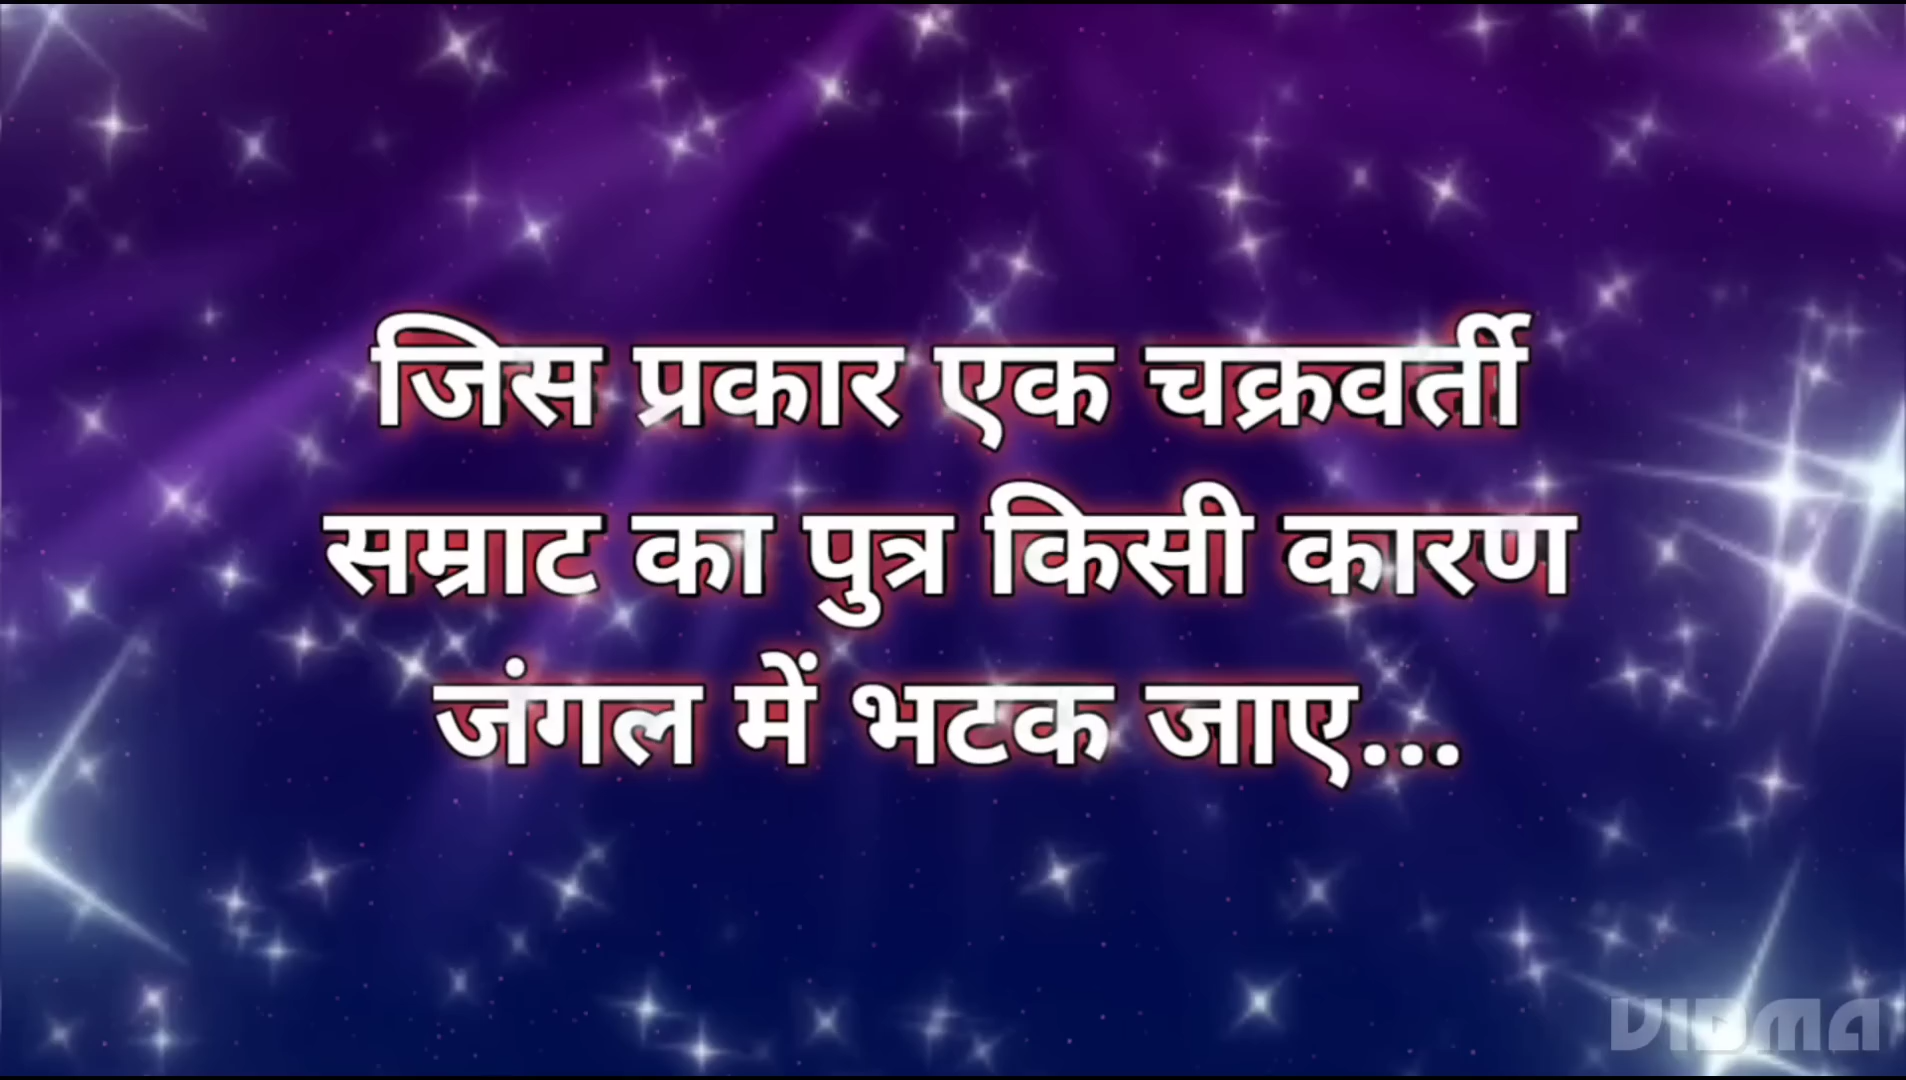 जिस प्रकार एक चक्रवर्ती
सम्राट का पुत्र किसी कारण
जंगल में भटक जाए...
VIDMA